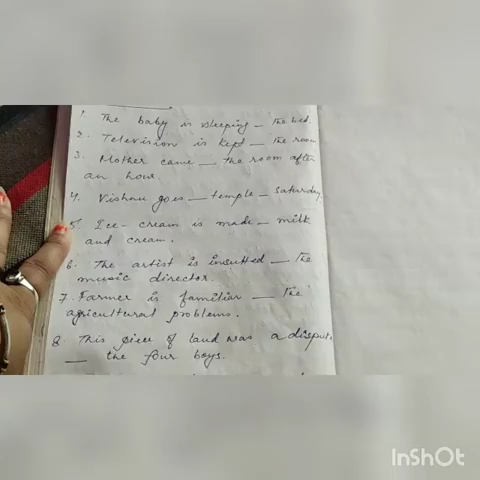 1. The baby is sleeping _ the bed.
2. Television is kept _ the room
3. Mother came _ the room after
an hour.
4. Vishnu goes _ temple _ Saturday.
5. Ice-cream is made _ milk
and cream.
6. The artist is insulted _ the
music director.
7. Farmer is familiar _ the
agricultural problems.
8. This piece of land was a dispute
_ the four boys.
InShOt